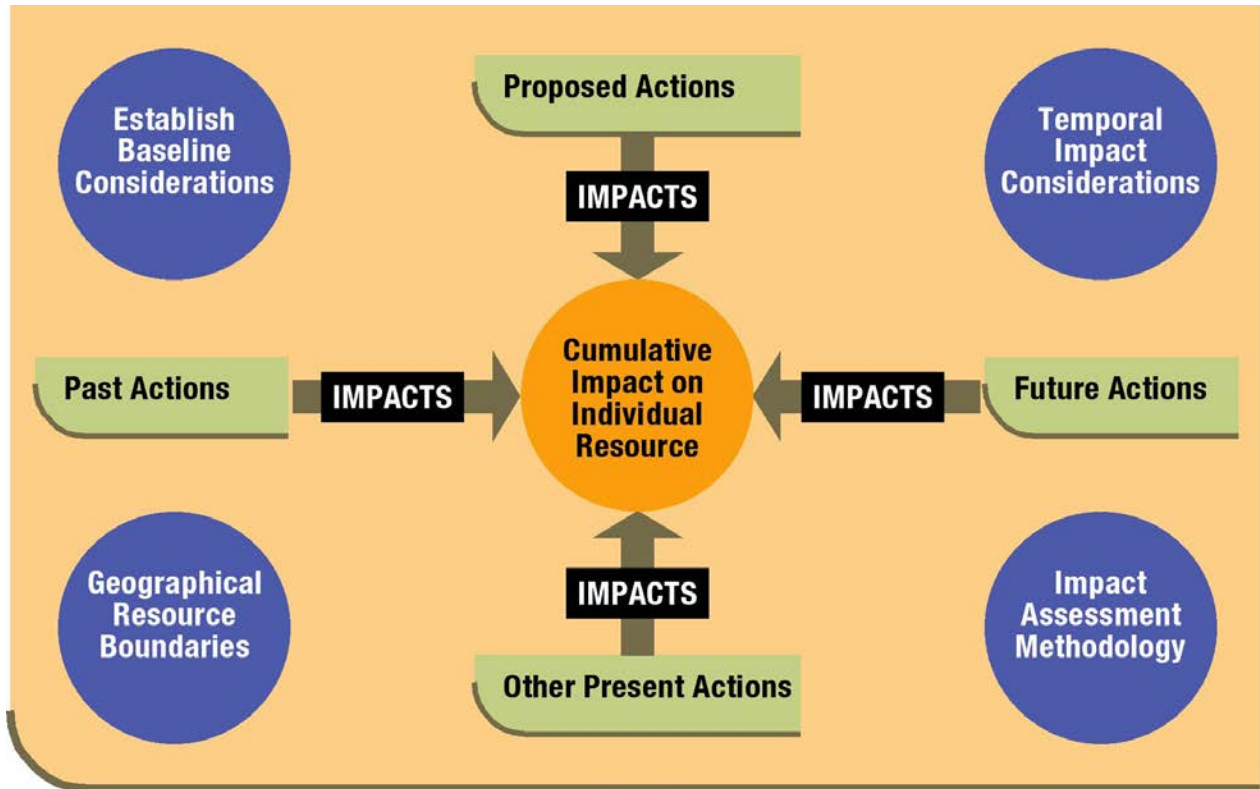 Establish
Baseline
Considerations
Proposed Actions
IMPACTS
Temporal
Impact
Considerations
Past Actions
IMPACTS
Cumulative
Impact on
Individual
Resource
IMPACTS
Future Actions
Geographical
Resource
Boundaries
IMPACTS
Other Present Actions
Impact
Assessment
Methodology